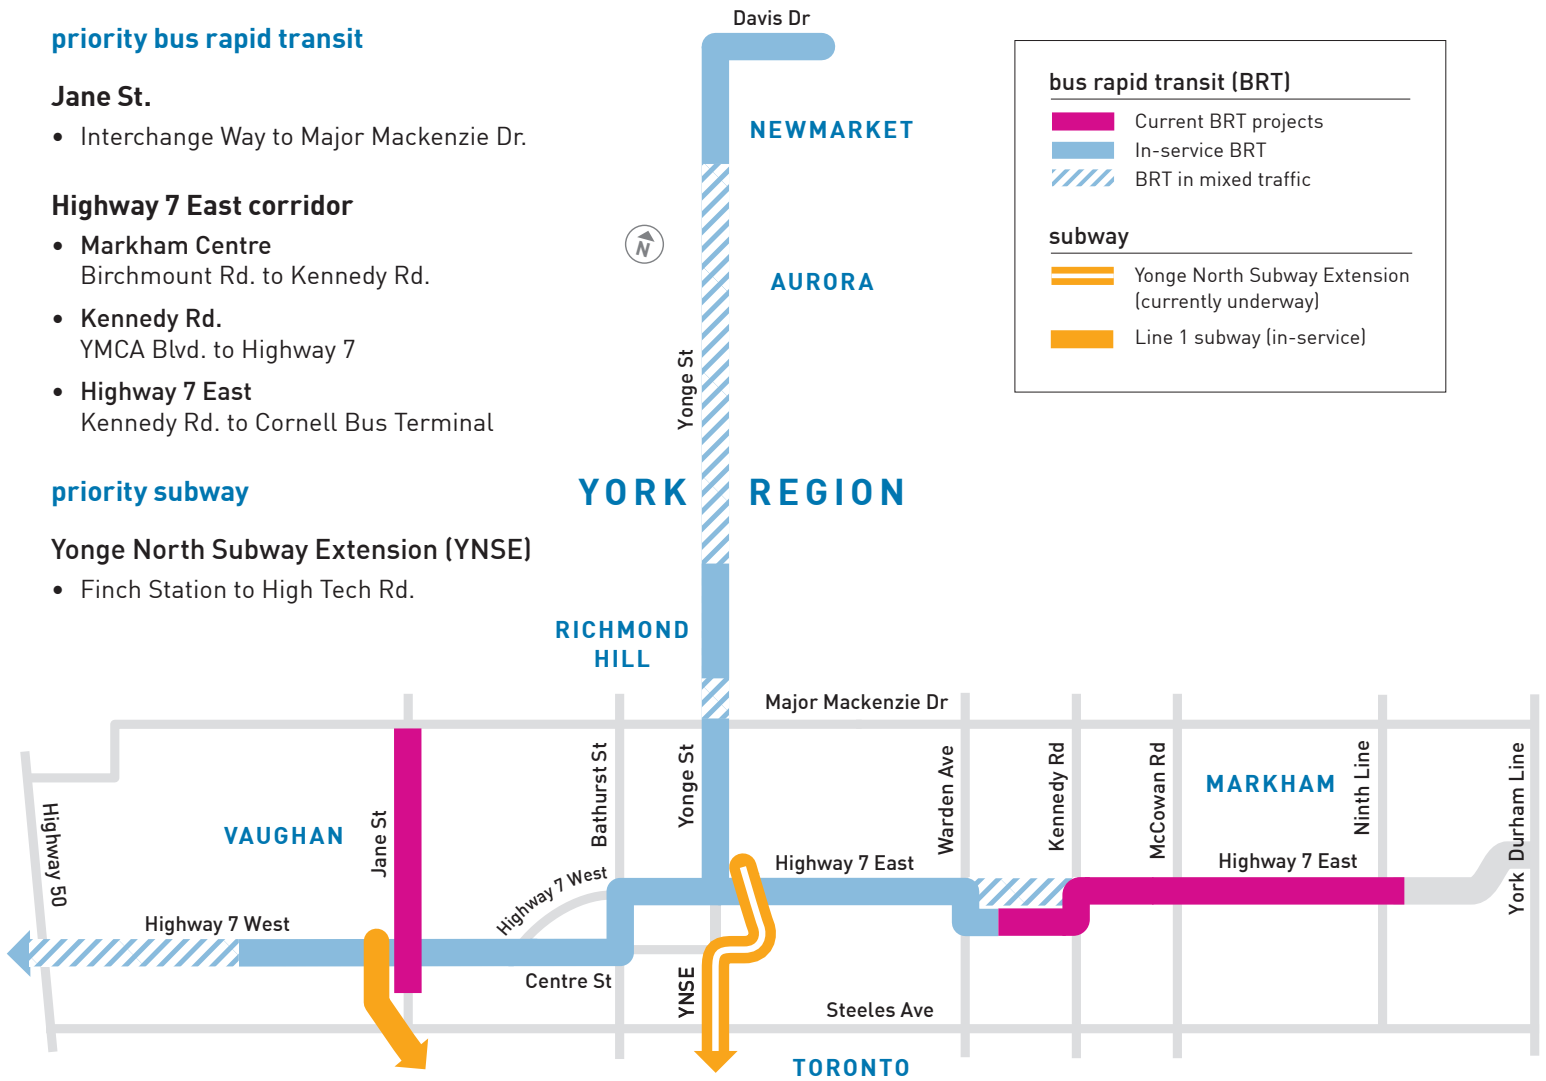 priority bus rapid transit
Jane St.
• Interchange Way to Major Mackenzie Dr.
Highway 7 East corridor
• Markham Centre
Birchmount Rd. to Kennedy Rd.
• Kennedy Rd.
YMCA Blvd. to Highway 7
• Highway 7 East
Kennedy Rd. to Cornell Bus Terminal
priority subway
Yonge North Subway Extension (YNSE)
• Finch Station to High Tech Rd.
bus rapid transit (BRT)
Current BRT projects
In-service BRT
BRT in mixed traffic
subway
Yonge North Subway Extension
(currently underway)
Line 1 subway (in-service)
Davis Dr
NEWMARKET
N
AURORA
Yonge St
YORK REGION
RICHMOND
HILL
Major Mackenzie Dr
Highway 50
VAUGHAN
Jane St
Bathurst St
Yonge St
Warden Ave
Kennedy Rd
McCowan Rd
MARKHAM
Ninth Line
York Durham Line
Highway 7 East
Highway 7 East
Highway 7 West
Highway 7 West
Centre St
YNSE
Steeles Ave
TORONTO